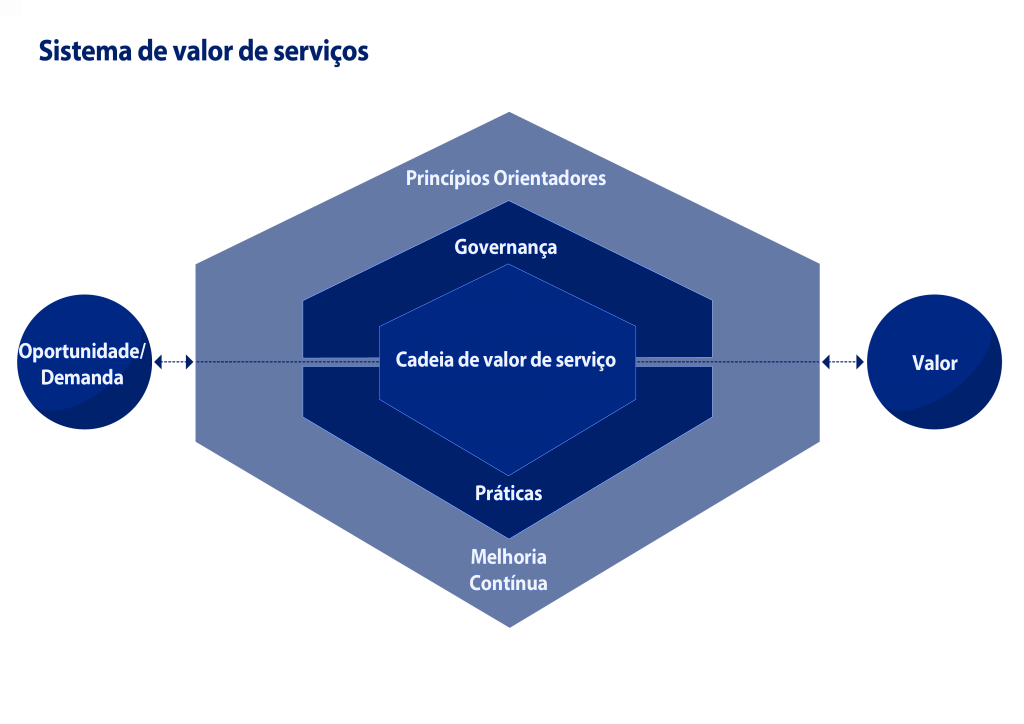 Sistema de valor de serviços
Princípios Orientadores
Governança
Oportunidade/
Demanda
Cadeia de valor de serviço
Valor
Práticas
Melhoria
Contínua